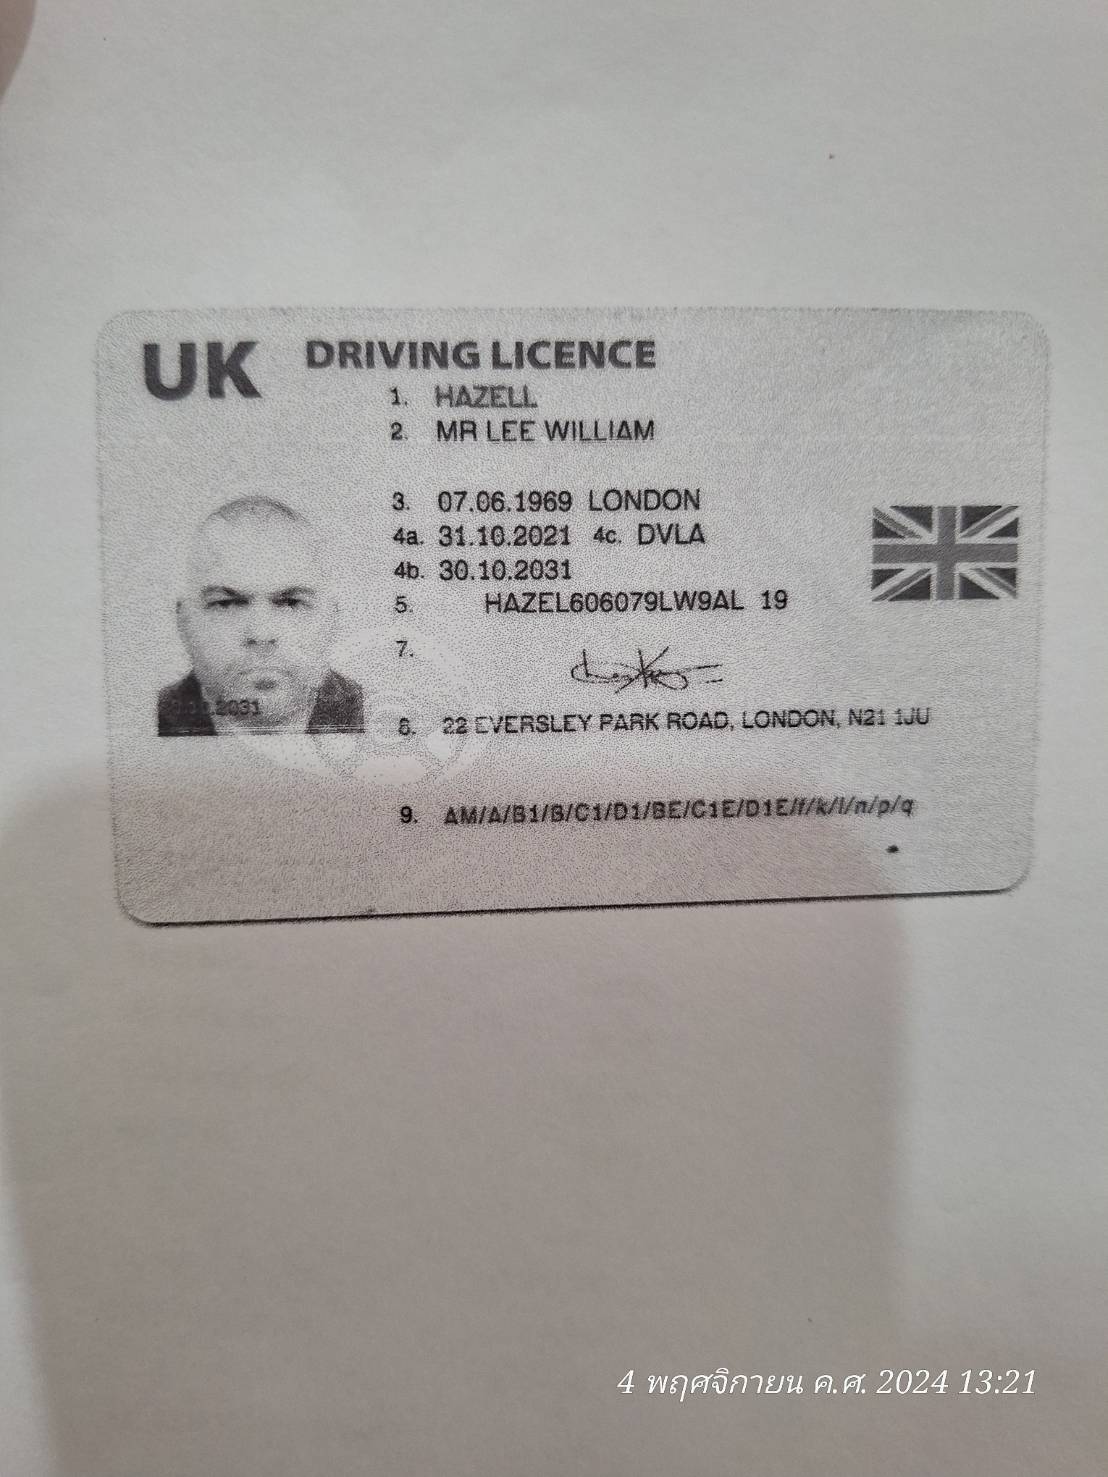 UK DRIVING LICENCE
1. HAZELL
2. MR LEE WILLIAM
3. 07.06.1969 LONDON
4a. 31.10.2021 4c. DVLA
4b. 30.10.2031
5. HAZEL606079LW9AL 19
7.
.2031
8. 22 EVERSLEY PARK ROAD, LONDON, N21 1JU
9. AM/A/B1/B/C1/D1/BE/C1E/D1E/f/k/l/n/p/q
4 พฤศจิกายน ค.ศ. 2024 13:21